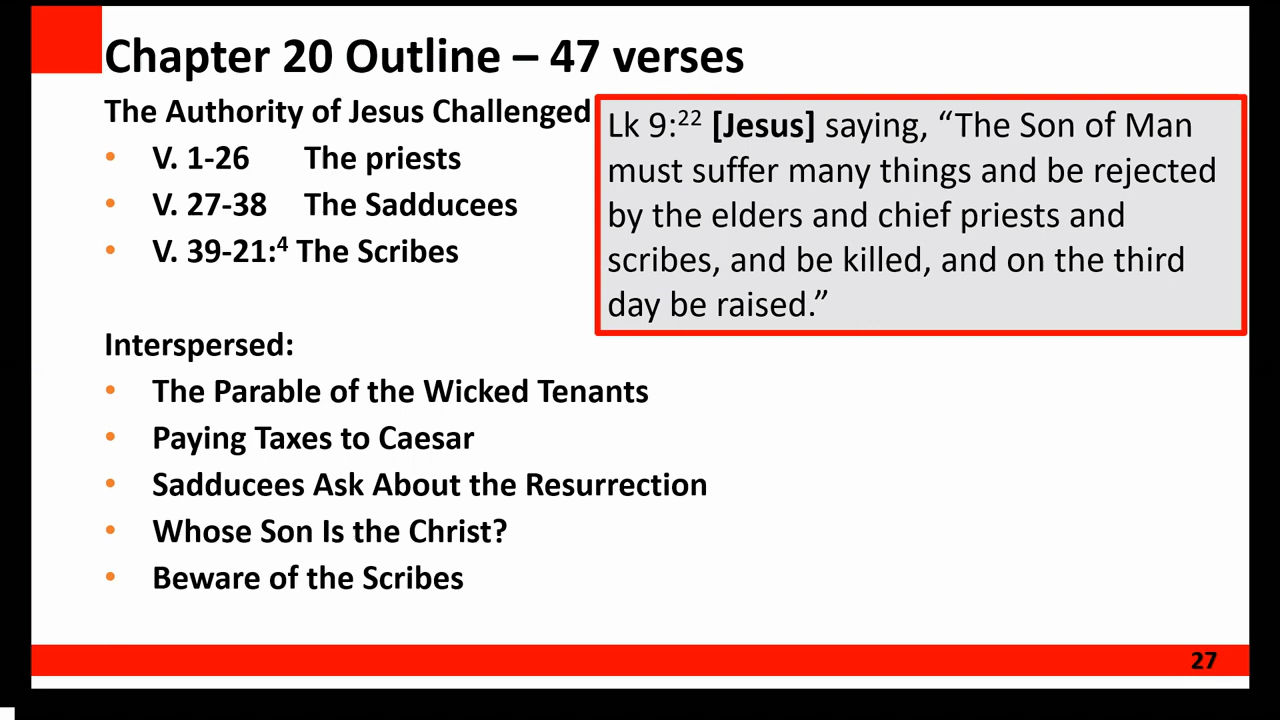 Chapter 20 Outline – 47 verses
The Authority of Jesus Challenged
• V. 1-26 The priests
• V. 27-38 The Sadducees
• V. 39-21:⁴ The Scribes
Lk 9:²² [Jesus] saying, “The Son of Man
must suffer many things and be rejected
by the elders and chief priests and
scribes, and be killed, and on the third
day be raised.”
Interspersed:
• The Parable of the Wicked Tenants
• Paying Taxes to Caesar
• Sadducees Ask About the Resurrection
• Whose Son Is the Christ?
• Beware of the Scribes
27